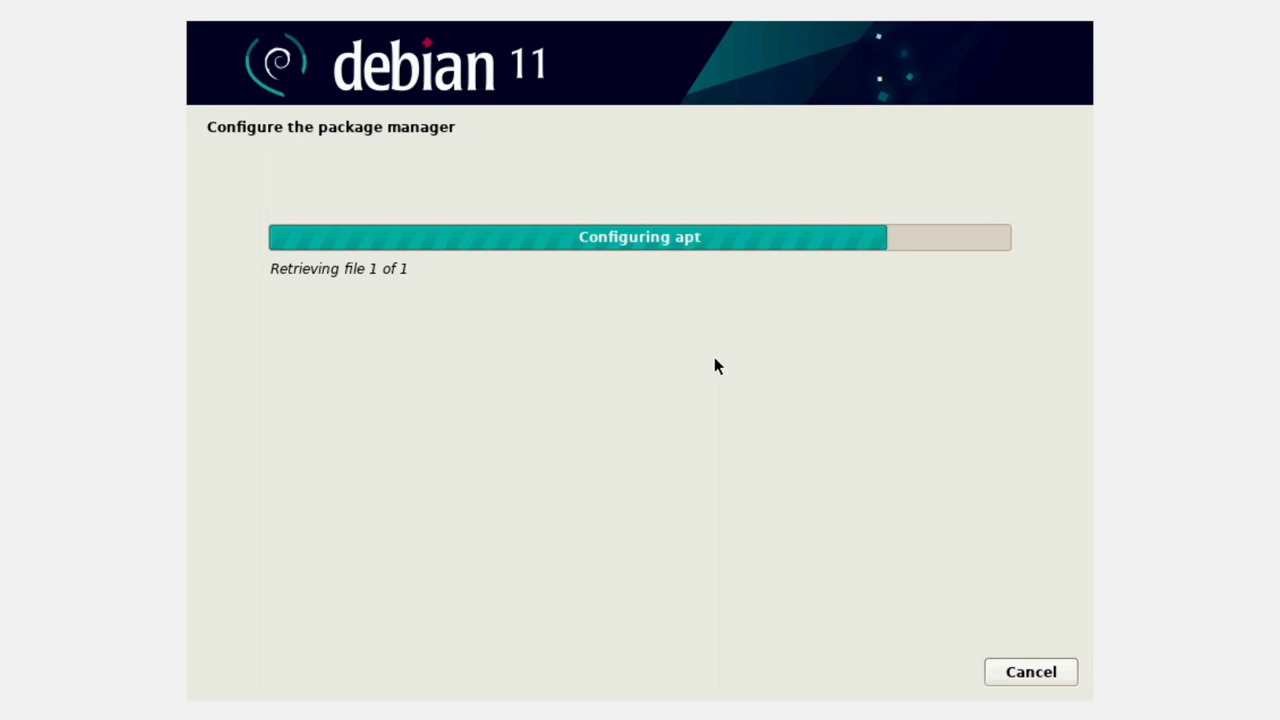 debian 11
Configure the package manager
Configuring apt
Retrieving file 1 of 1
Cancel